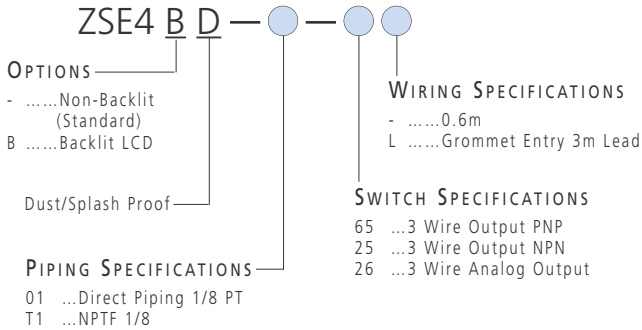 ZSE4 B D — —
OPTIONS
- ……Non-Backlit
(Standard)
B ……Backlit LCD
Dust/Splash Proof
PIPING SPECIFICATIONS
01 …Direct Piping 1/8 PT
T1 …NPTF 1/8
WIRING SPECIFICATIONS
- ……0.6m
L ……Grommet Entry 3m Lead
SWITCH SPECIFICATIONS
65 …3 Wire Output PNP
25 …3 Wire Output NPN
26 …3 Wire Analog Output